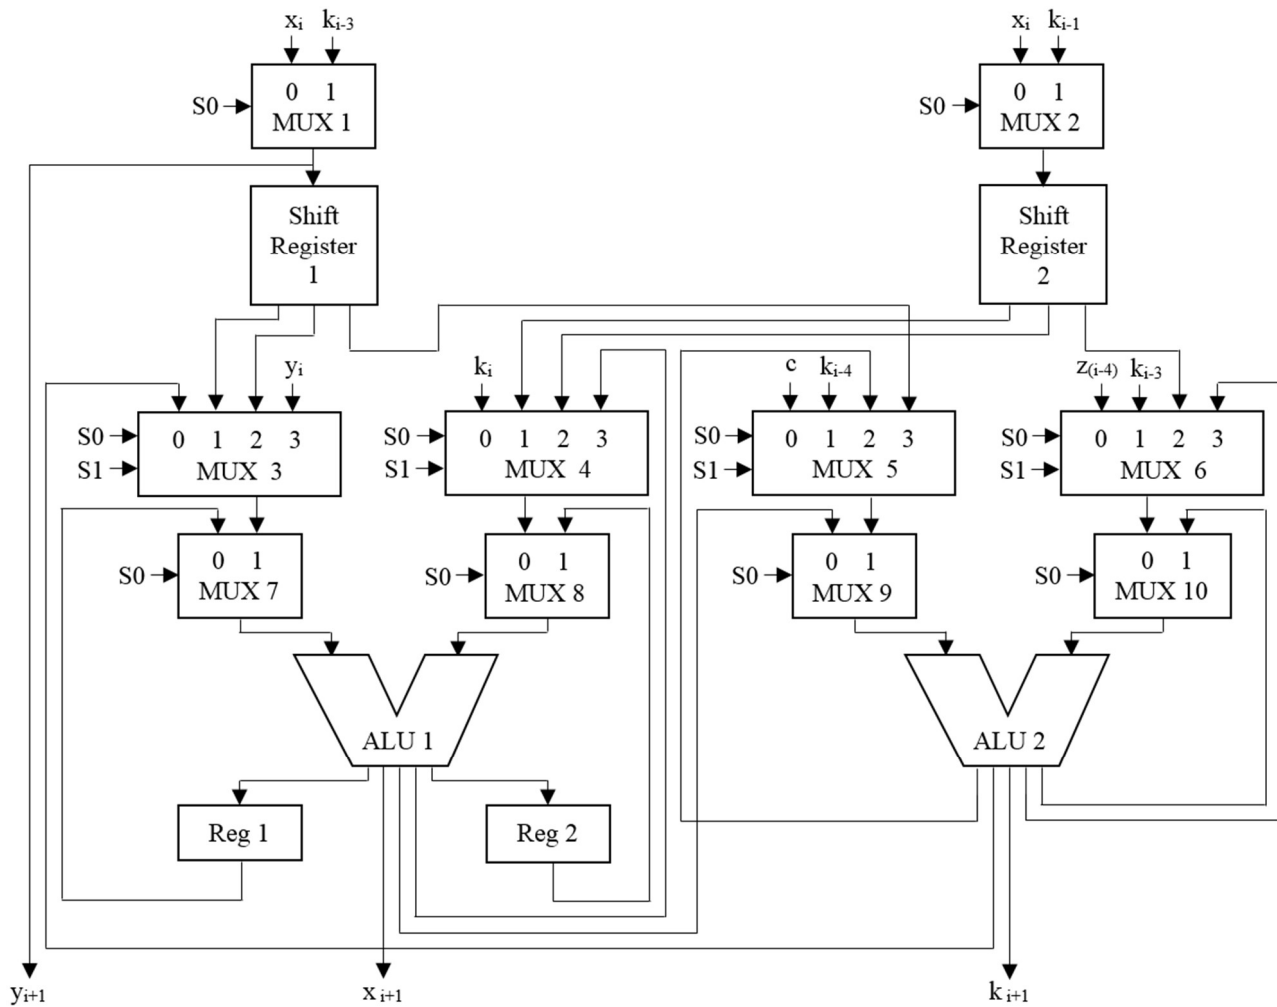 xi ki-3 xi ki-1
S0 0 1 S0 0 1
MUX 1 MUX 2
Shift Shift
Register Register
1 2
yi ki c ki-4 z(i-4) ki-3
S0 0 1 2 3 S0 0 1 2 3 S0 0 1 2 3 S0 0 1 2 3
S1 MUX 3 S1 MUX 4 S1 MUX 5 S1 MUX 6
0 1 0 1 0 1 0 1
S0 MUX 7 S0 MUX 8 S0 MUX 9 S0 MUX 10
ALU 1 ALU 2
Reg 1 Reg 2
yi+1 xi+1 ki+1